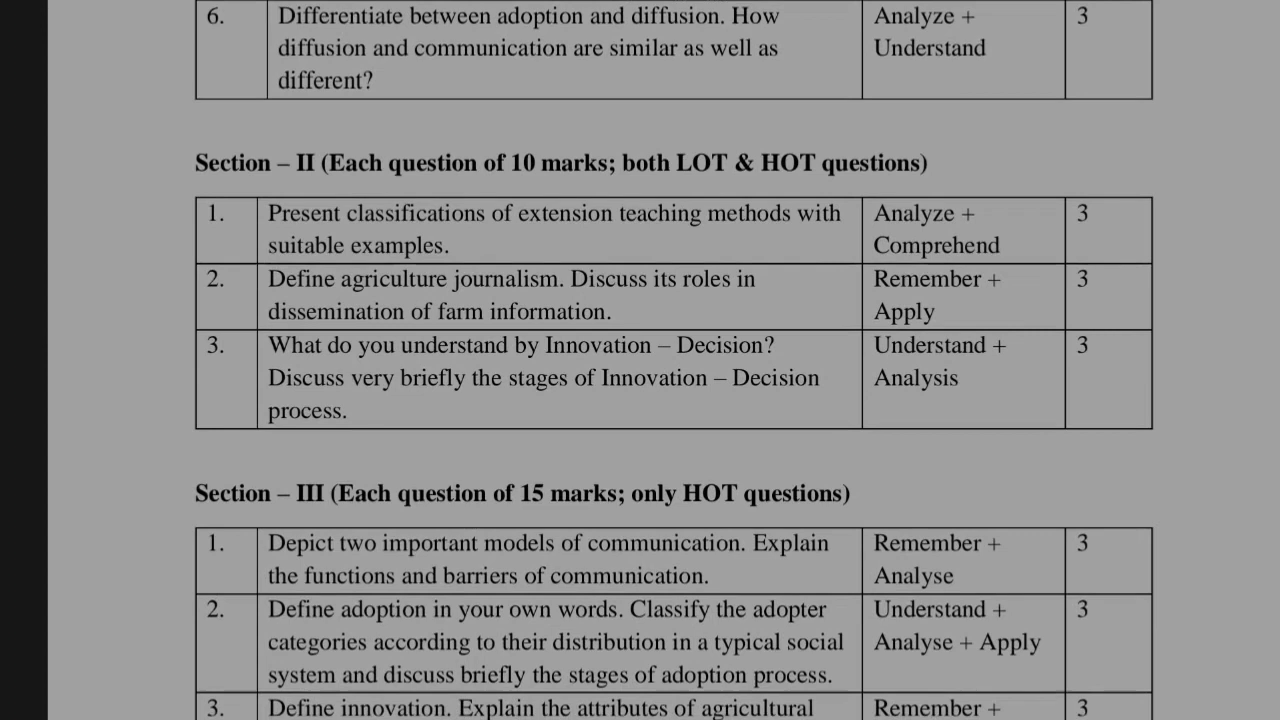 6. Differentiate between adoption and diffusion. How Analyze + 3
diffusion and communication are similar as well as Understand
different?
Section – II (Each question of 10 marks; both LOT & HOT questions)
1. Present classifications of extension teaching methods with Analyze + 3
suitable examples. Comprehend
2. Define agriculture journalism. Discuss its roles in Remember + 3
dissemination of farm information. Apply
3. What do you understand by Innovation – Decision? Understand + 3
Discuss very briefly the stages of Innovation – Decision Analysis
process.
Section – III (Each question of 15 marks; only HOT questions)
1. Depict two important models of communication. Explain Remember + 3
the functions and barriers of communication. Analyse
2. Define adoption in your own words. Classify the adopter Understand + 3
categories according to their distribution in a typical social Analyse + Apply
system and discuss briefly the stages of adoption process.
3. Define innovation. Explain the attributes of agricultural Remember + 3